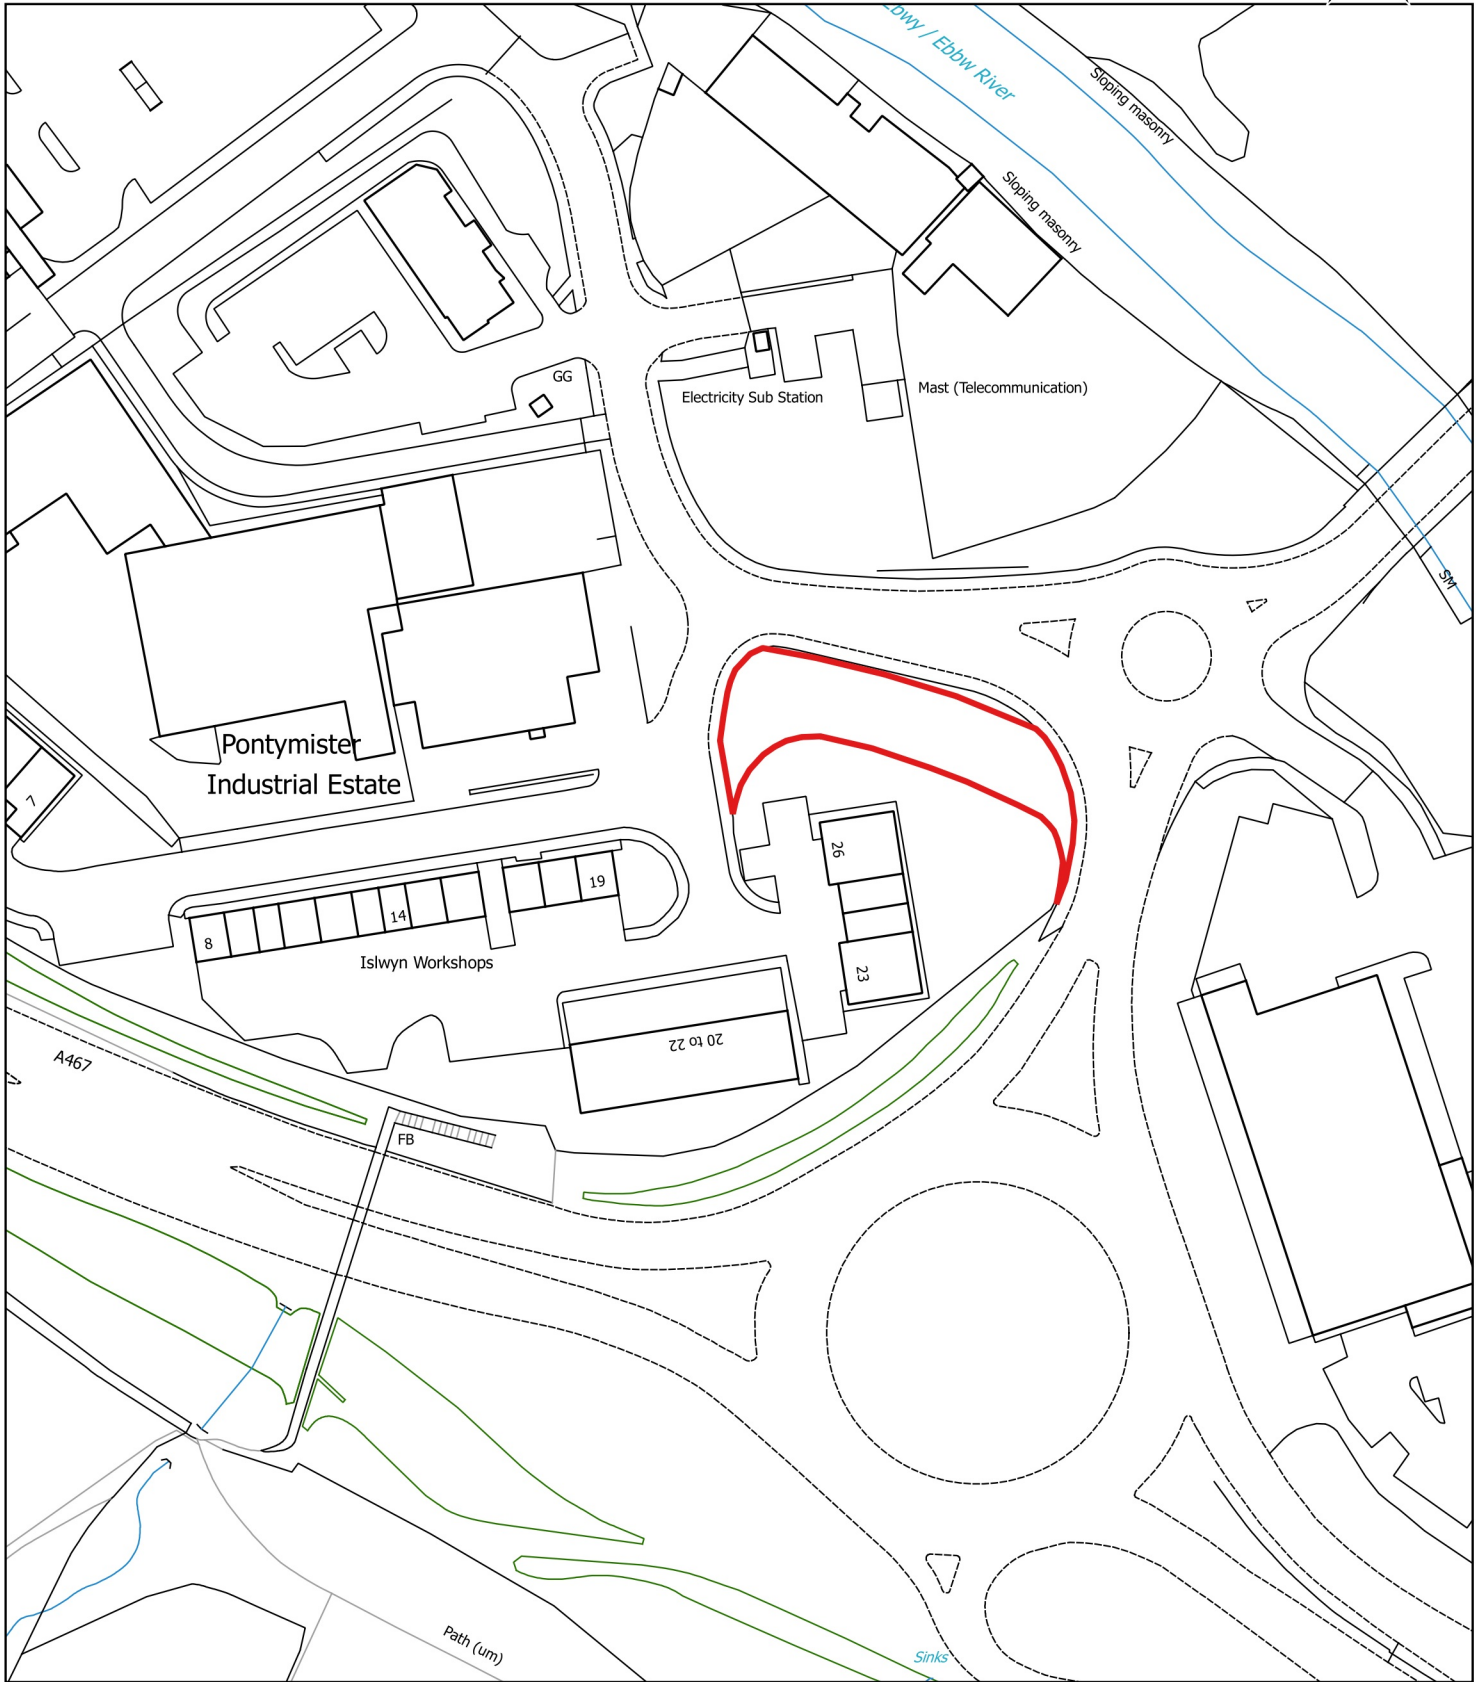 Ebwy / Ebbw River
Sloping masonry
Sloping masonry
GG
Electricity Sub Station
Mast (Telecommunication)
SM
Pontymister
Industrial Estate
7
26
19
14
8
Islwyn Workshops
23
20 to 22
A467
FB
Path (um)
Sinks